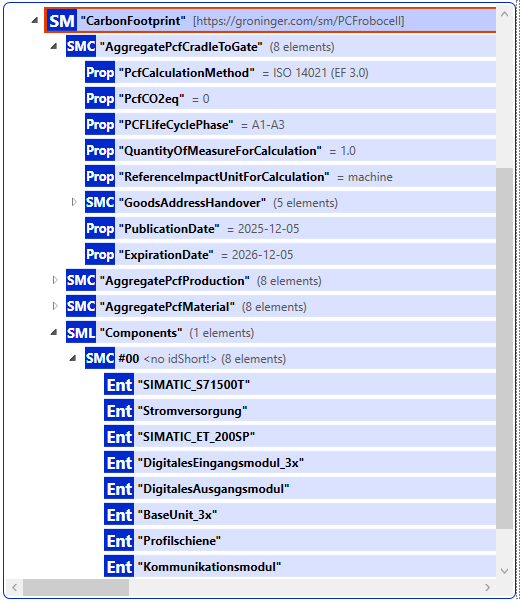 SM "CarbonFootprint" [https://groninger.com/sm/PCFrobocell]
SMC "AggregatePcfCradleToGate" (8 elements)
Prop "PcfCalculationMethod" = ISO 14021 (EF 3.0)
Prop "PcfCO2eq" = 0
Prop "PCFLifeCyclePhase" = A1-A3
Prop "QuantityOfMeasureForCalculation" = 1.0
Prop "ReferenceImpactUnitForCalculation" = machine
SMC "GoodsAddressHandover" (5 elements)
Prop "PublicationDate" = 2025-12-05
Prop "ExpirationDate" = 2026-12-05
SMC "AggregatePcfProduction" (8 elements)
SMC "AggregatePcfMaterial" (8 elements)
SML "Components" (1 elements)
SMC #00 <no idShort!> (8 elements)
Ent "SIMATIC_S71500T"
Ent "Stromversorgung"
Ent "SIMATIC_ET_200SP"
Ent "DigitalesEingangsmodul_3x"
Ent "DigitalesAusgangsmodul"
Ent "BaseUnit_3x"
Ent "Profilschiene"
Ent "Kommunikationsmodul"